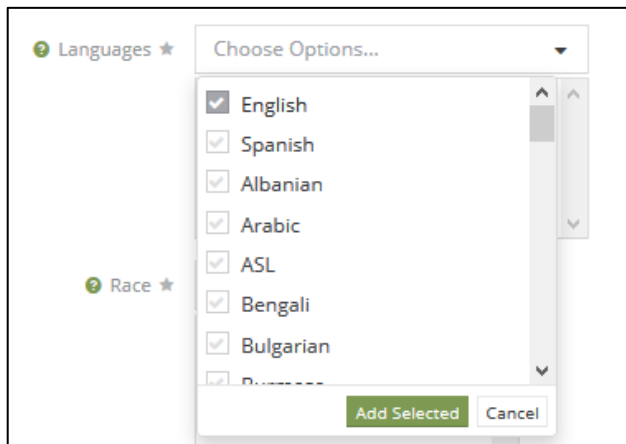 Languages
Choose Options...
English
Spanish
Albanian
Arabic
ASL
Bengali
Race
Bulgarian
Add Selected Cancel